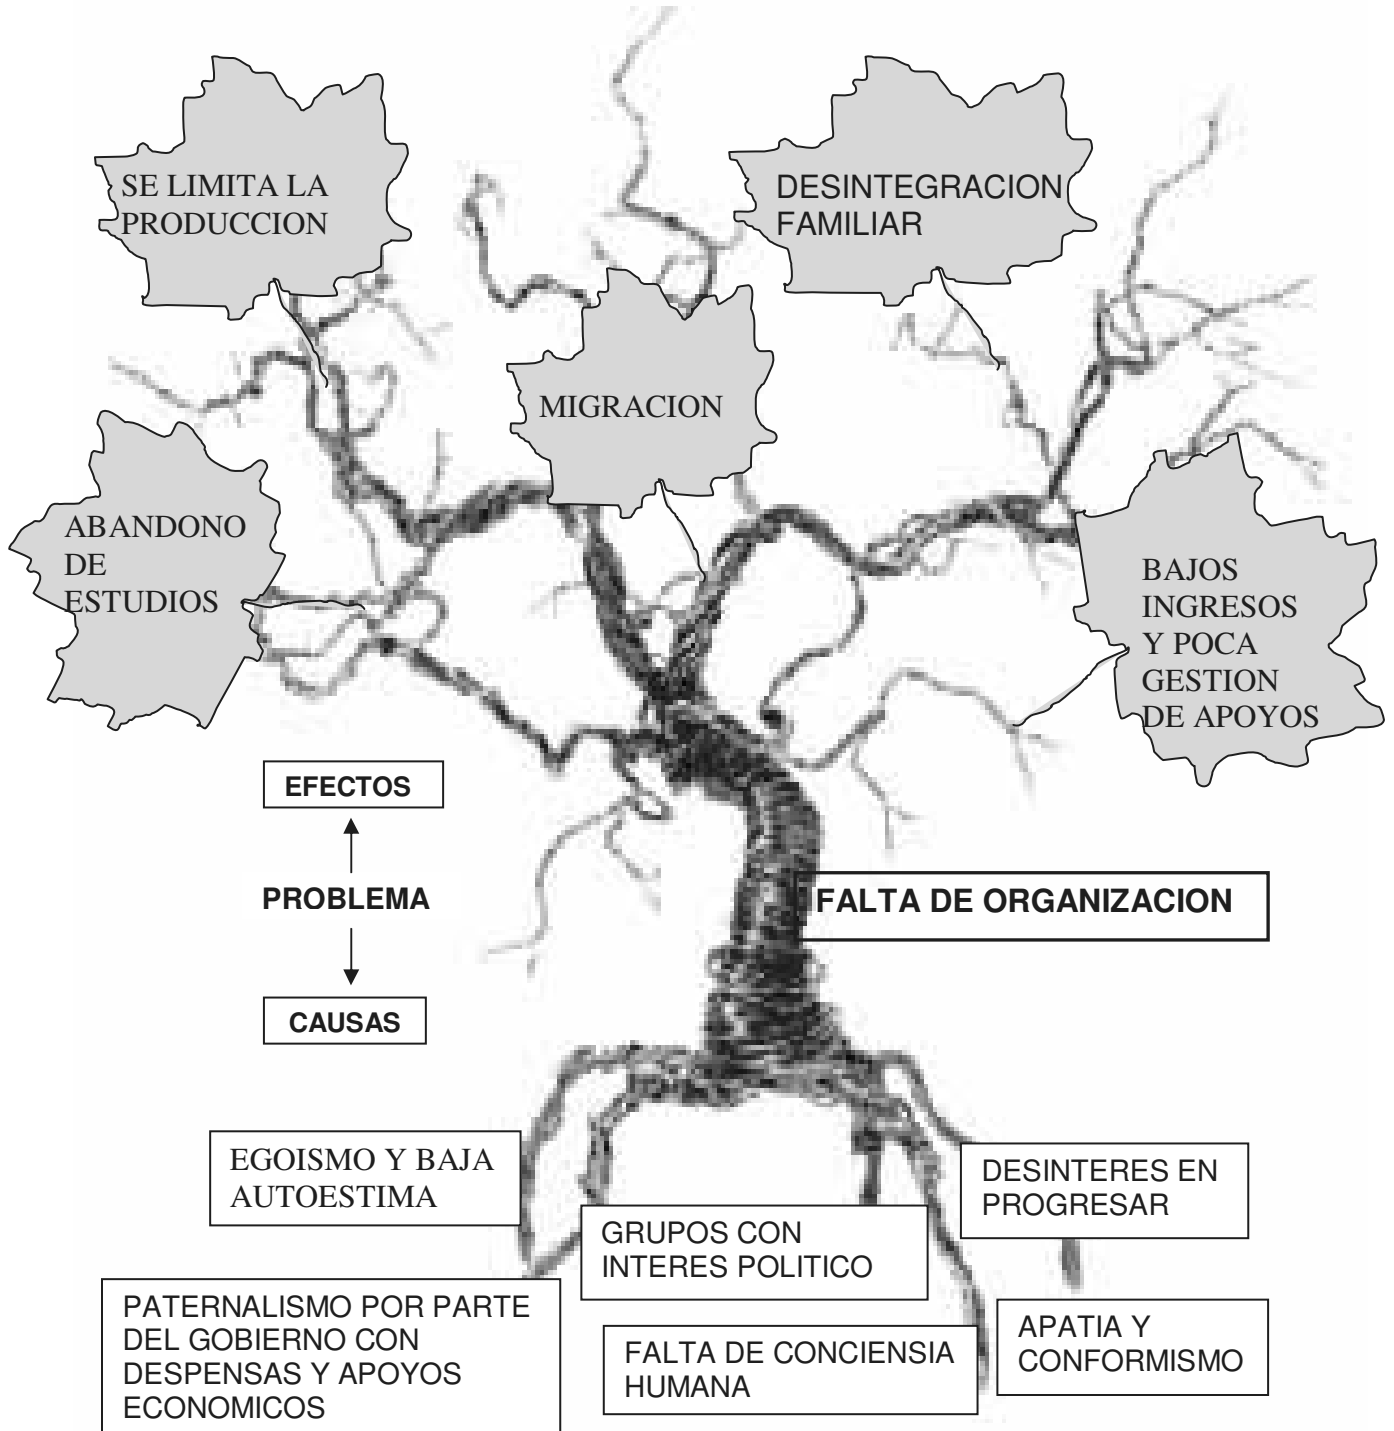 SE LIMITA LA
PRODUCCION
DESINTEGRACION
FAMILIAR
MIGRACION
ABANDONO
DE
ESTUDIOS
BAJOS
INGRESOS
Y POCA
GESTION
DE APOYOS
EFECTOS
PROBLEMA
FALTA DE ORGANIZACION
CAUSAS
EGOISMO Y BAJA
AUTOESTIMA
DESINTERES EN
PROGRESAR
GRUPOS CON
INTERES POLITICO
PATERNALISMO POR PARTE
DEL GOBIERNO CON
DESPENSAS Y APOYOS
ECONOMICOS
FALTA DE CONCIENSIA
HUMANA
APATIA Y
CONFORMISMO